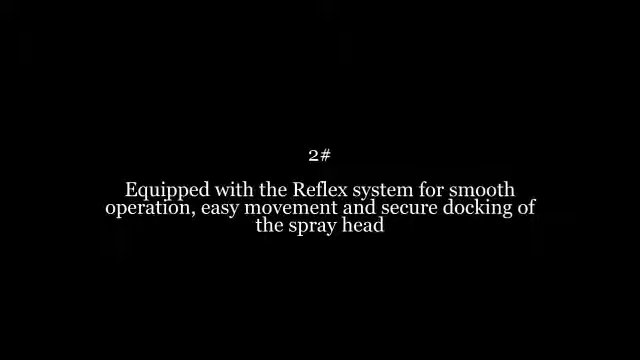 2#
Equipped with the Reflex system for smooth
operation, easy movement and secure docking of
the spray head